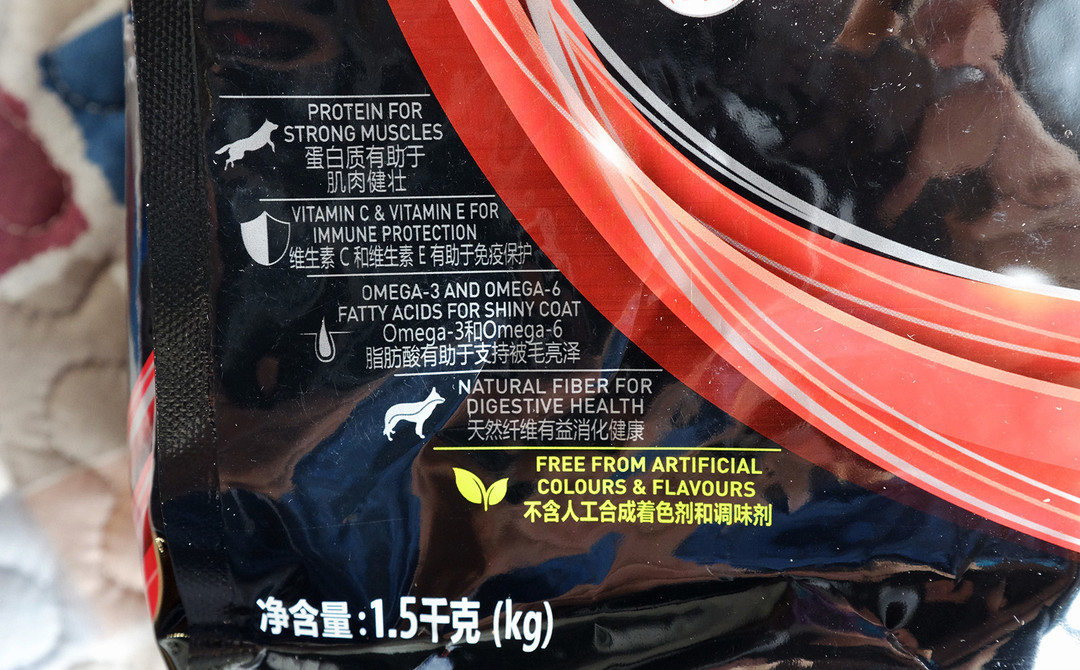 PROTEIN FOR
STRONG MUSCLES
蛋白质有助于
肌肉健壮
VITAMIN C & VITAMIN E FOR
IMMUNE PROTECTION
维生素 C 和维生素 E 有助于免疫保护
OMEGA-3 AND OMEGA-6
FATTY ACIDS FOR SHINY COAT
Omega-3和Omega-6
脂肪酸有助于支持被毛亮泽
NATURAL FIBER FOR
DIGESTIVE HEALTH
天然纤维有益消化健康
FREE FROM ARTIFICIAL
COLOURS & FLAVOURS
不含人工合成着色剂和调味剂
净含量:1.5千克 (kg)